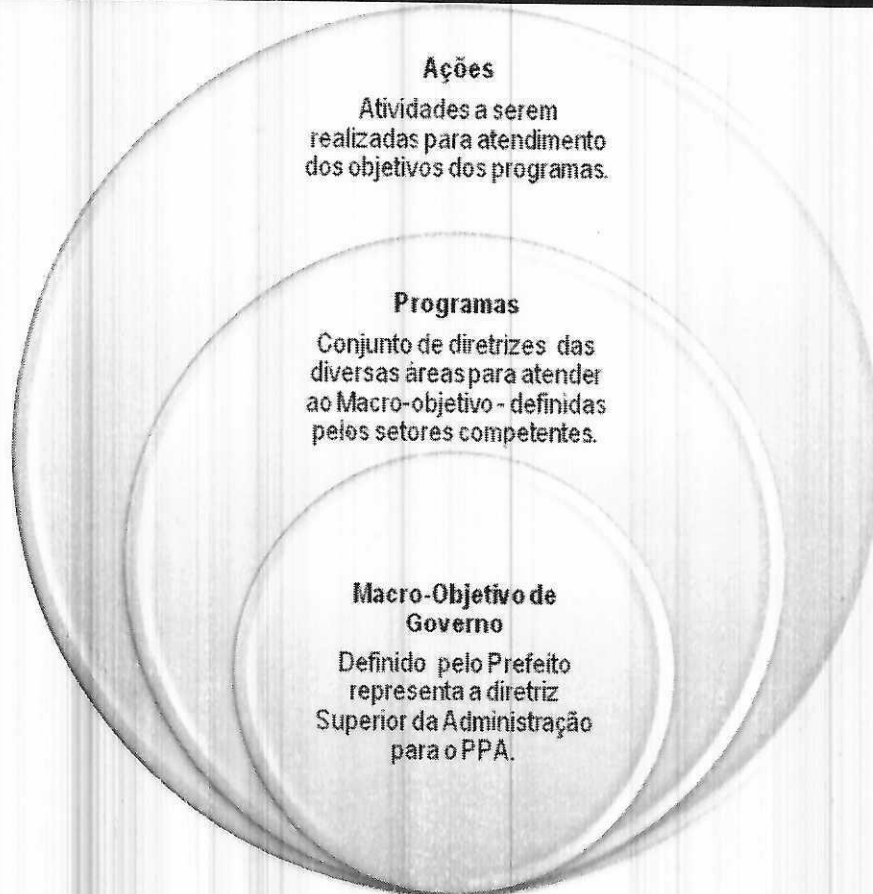 Ações
Atividades a serem
realizadas para atendimento
dos objetivos dos programas.
Programas
Conjunto de diretrizes das
diversas áreas para atender
ao Macro-objetivo - definidas
pelos setores competentes.
Macro-Objetivo de
Governo
Definido pelo Prefeito
representa a diretriz
Superior da Administração
para o PPA.